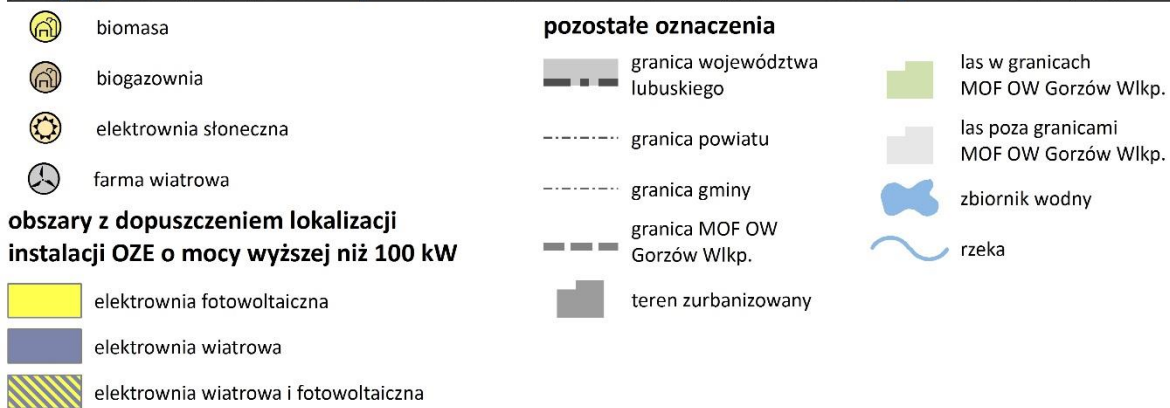 biomasa
biogazownia
elektrownia słoneczna
farma wiatrowa
obszary z dopuszczeniem lokalizacji
instalacji OZE o mocy wyższej niż 100 kW
elektrownia fotowoltaiczna
elektrownia wiatrowa
elektrownia wiatrowa i fotowoltaiczna
pozostałe oznaczenia
granica województwa
lubuskiego
granica powiatu
granica gminy
granica MOF OW
Gorzów Wlkp.
teren zurbanizowany
las w granicach
MOF OW Gorzów Wlkp.
las poza granicami
MOF OW Gorzów Wlkp.
zbiornik wodny
rzeka